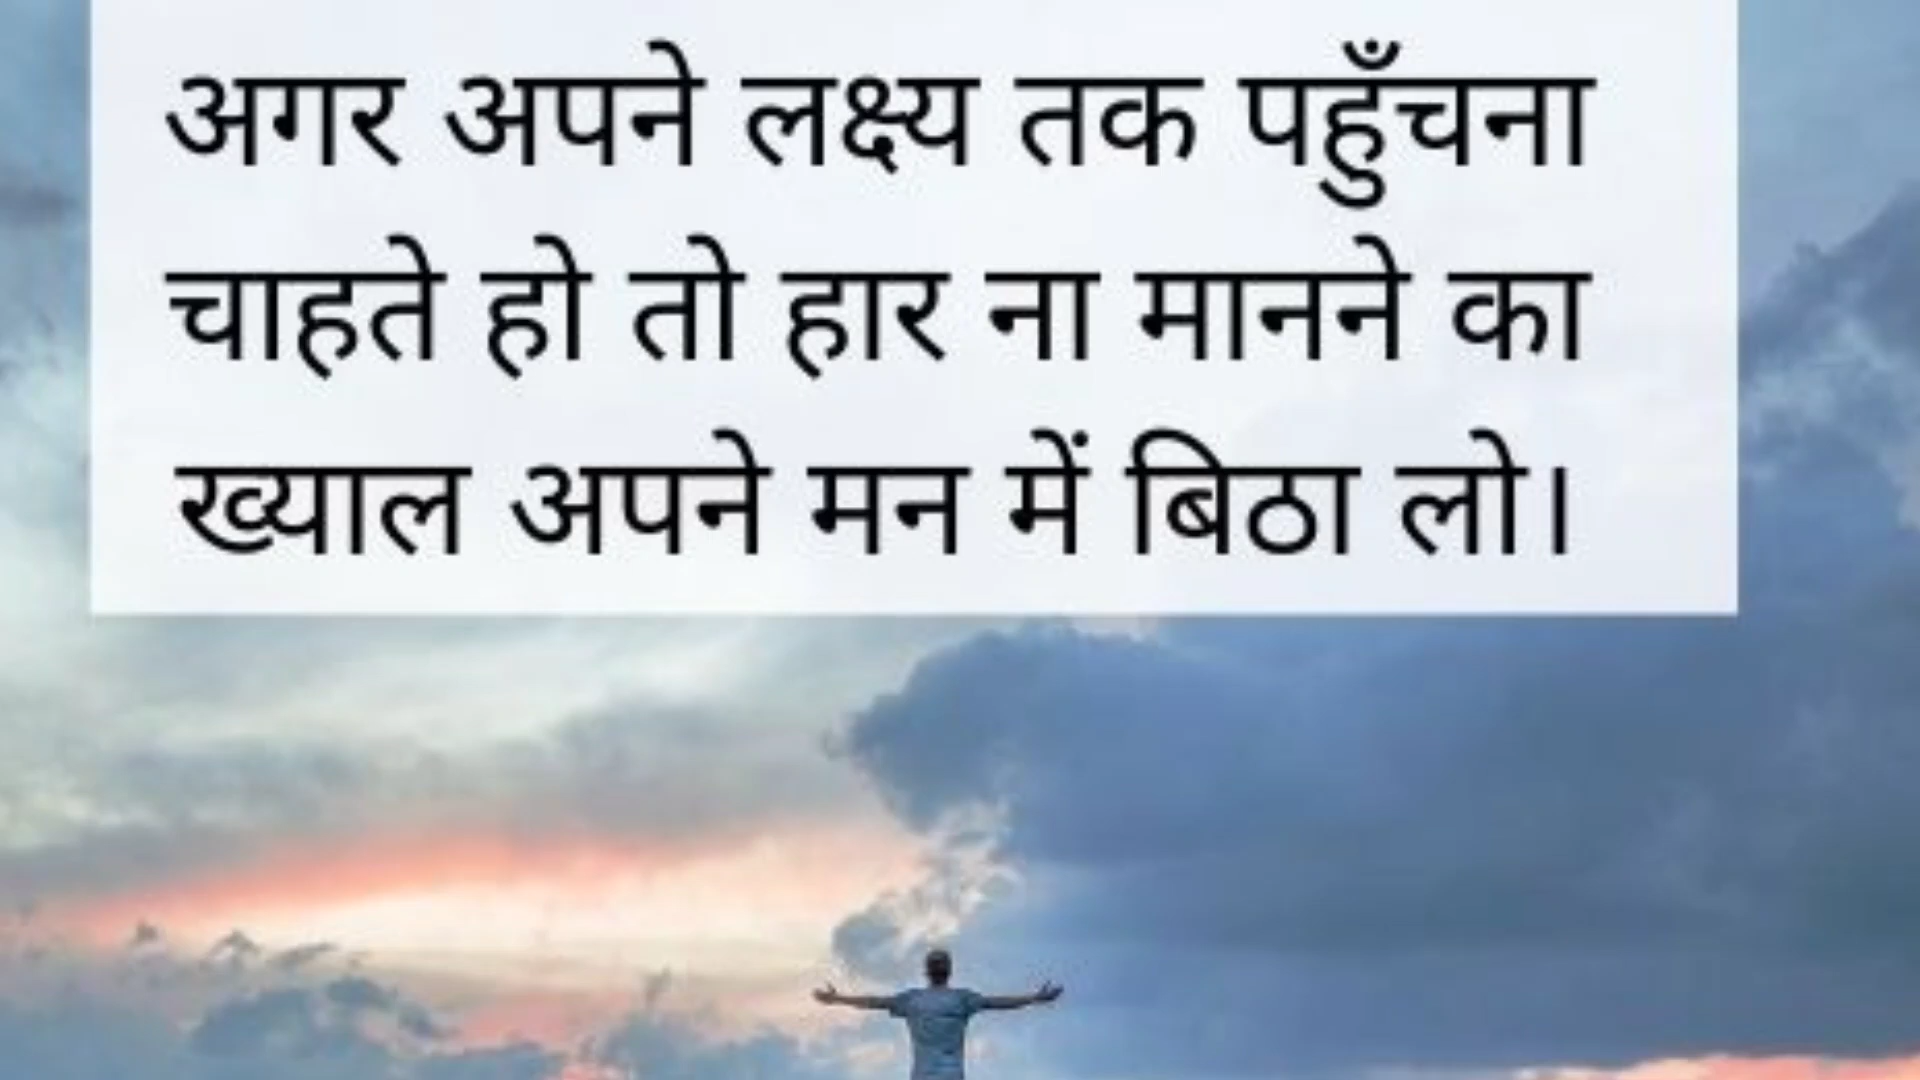 अगर अपने लक्ष्य तक पहुँचना
चाहते हो तो हार ना मानने का
ख्याल अपने मन में बिठा लो।